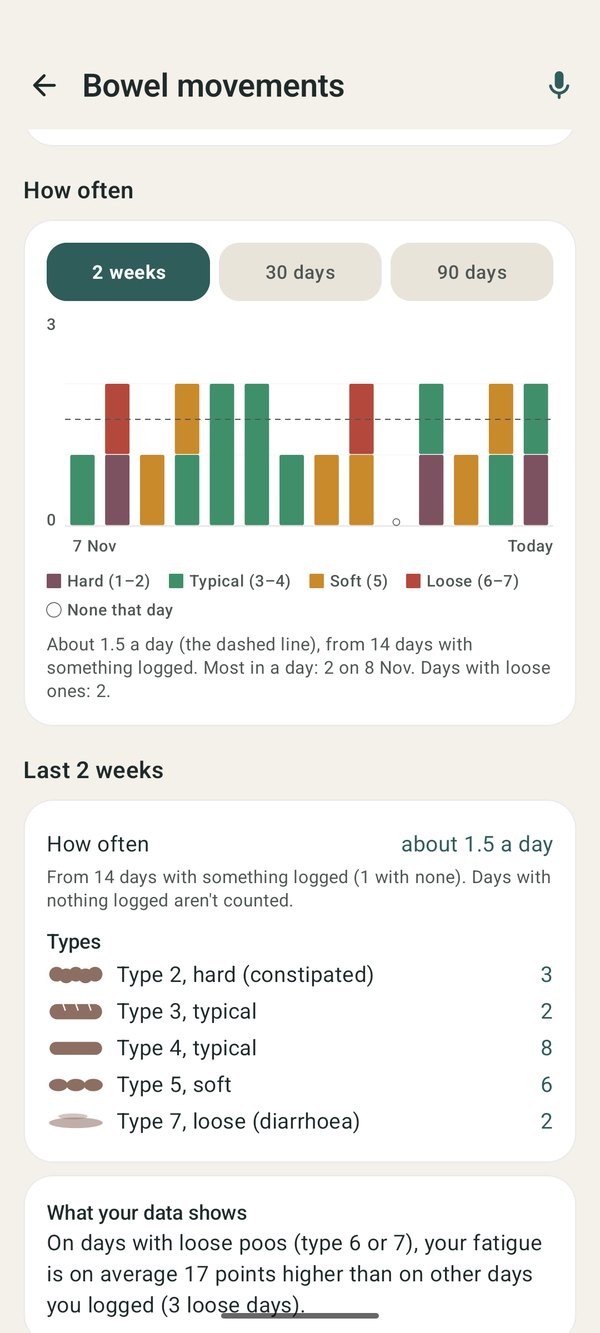 Bowel movements
How often
2 weeks
30 days
90 days
3
0
7 Nov
Today
Hard (1–2)
Typical (3–4)
Soft (5)
Loose (6–7)
None that day
About 1.5 a day (the dashed line), from 14 days with
something logged. Most in a day: 2 on 8 Nov. Days with loose
ones: 2.
Last 2 weeks
How often
about 1.5 a day
From 14 days with something logged (1 with none). Days with
nothing logged aren't counted.
Types
Type 2, hard (constipated)
3
Type 3, typical
2
Type 4, typical
8
Type 5, soft
6
Type 7, loose (diarrhoea)
2
What your data shows
On days with loose poos (type 6 or 7), your fatigue
is on average 17 points higher than on other days
you logged (3 loose days).